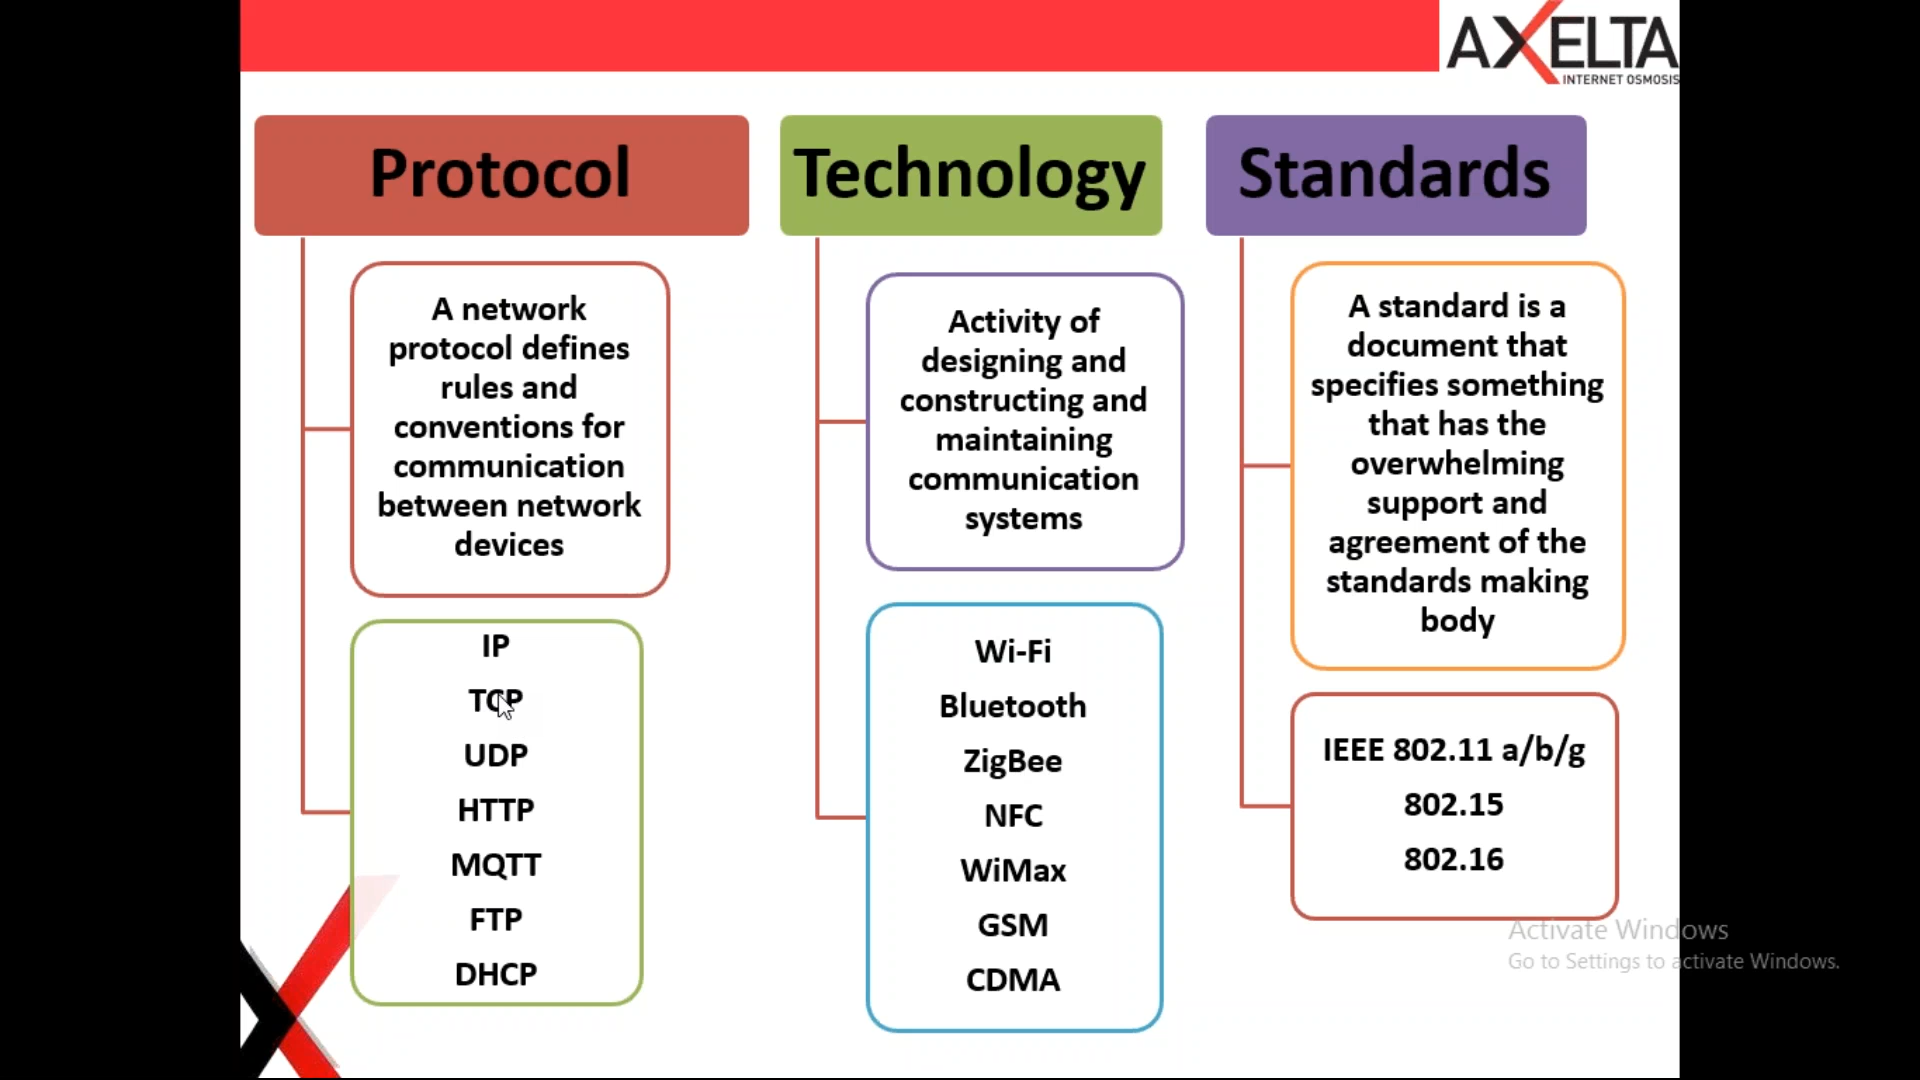 AXELTA
INTERNET OSMOSIS
Protocol
A network
protocol defines
rules and
conventions for
communication
between network
devices
IP
TCP
UDP
HTTP
MQTT
FTP
DHCP
Technology
Activity of
designing and
constructing and
maintaining
communication
systems
Wi-Fi
Bluetooth
ZigBee
NFC
WiMax
GSM
CDMA
Standards
A standard is a
document that
specifies something
that has the
overwhelming
support and
agreement of the
standards making
body
IEEE 802.11 a/b/g
802.15
802.16
Activate Windows
Go to Settings to activate Windows.